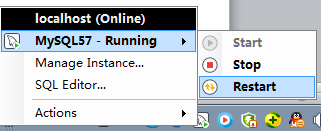 localhost (Online)
MySQL57 - Running
Manage Instance...
SQL Editor...
Actions
Start
Stop
Restart